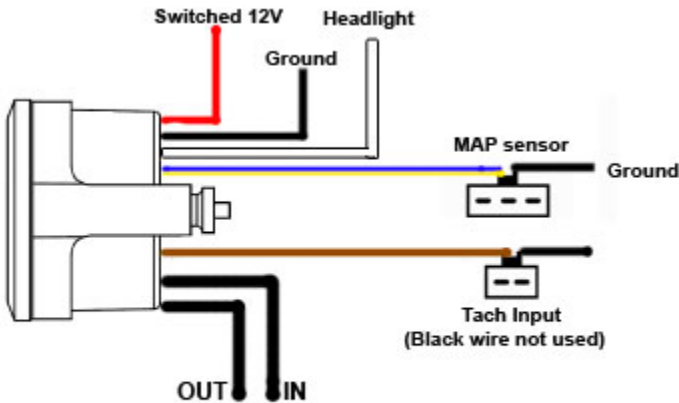 Switched 12V
Headlight
Ground
MAP sensor
Ground
Tach Input
(Black wire not used)
OUT
IN